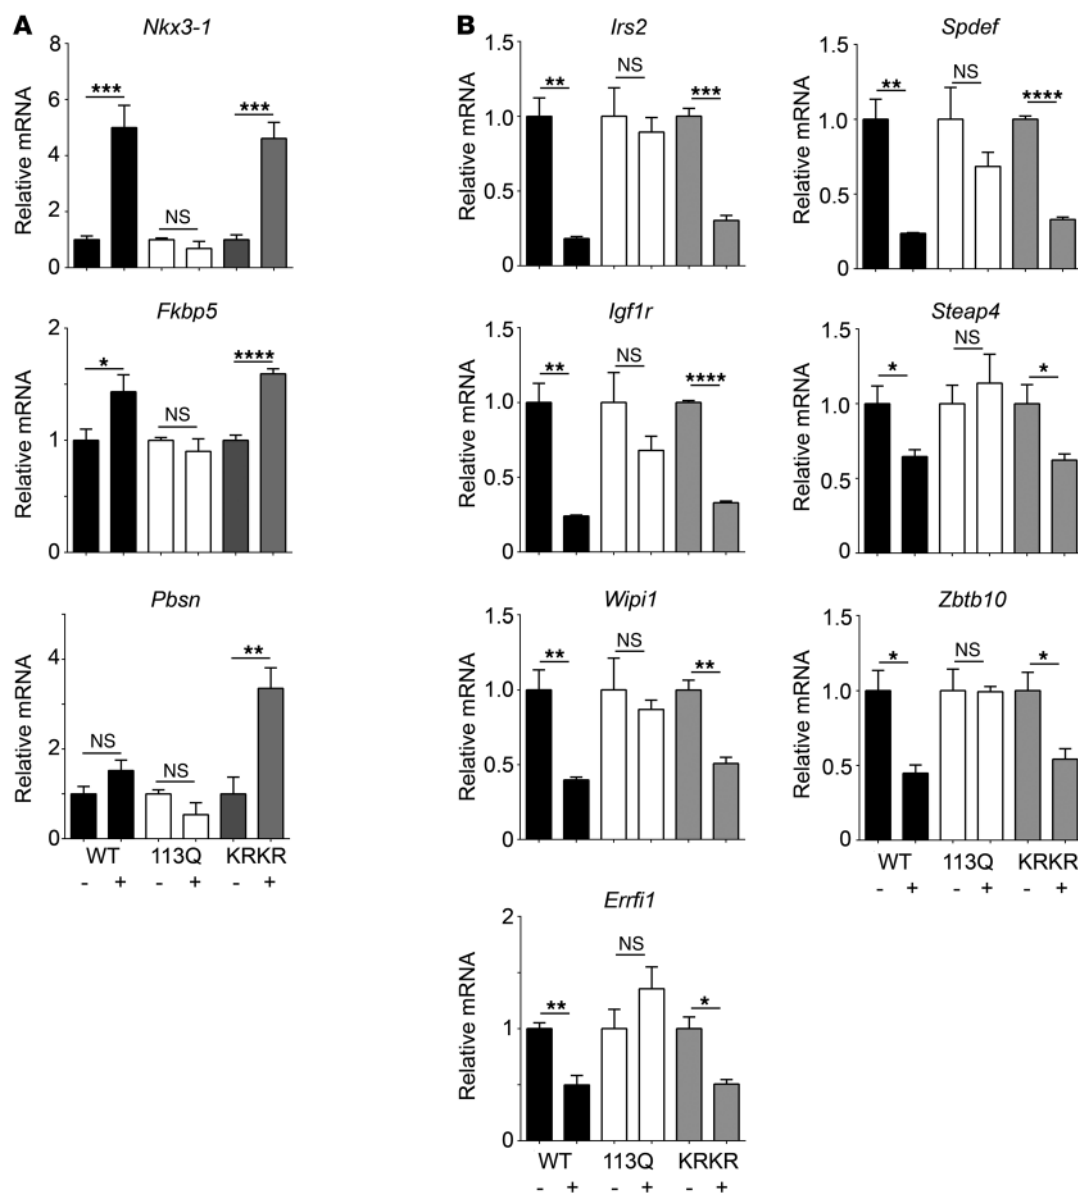 A
Nkx3-1
Relative mRNA
8
6
4
2
0
***
NS
***
Fkbp5
Relative mRNA
2
1
0
*
NS
****
Pbsn
Relative mRNA
4
2
0
NS
NS
**
WT 113Q KRKR
- + - + - +
B
Irs2
Relative mRNA
1.5
1.0
0.5
0
**
NS
***
Spdef
Relative mRNA
1.5
1.0
0.5
0
**
NS
****
Igf1r
Relative mRNA
1.5
1.0
0.5
0
**
NS
****
Steap4
Relative mRNA
1.5
1.0
0.5
0
*
NS
*
Wipi1
Relative mRNA
1.5
1.0
0.5
0
**
NS
**
Zbtb10
Relative mRNA
1.5
1.0
0.5
0
*
NS
*
WT 113Q KRKR
- + - + - +
Errfi1
Relative mRNA
2
1
0
**
NS
*
WT 113Q KRKR
- + - + - +